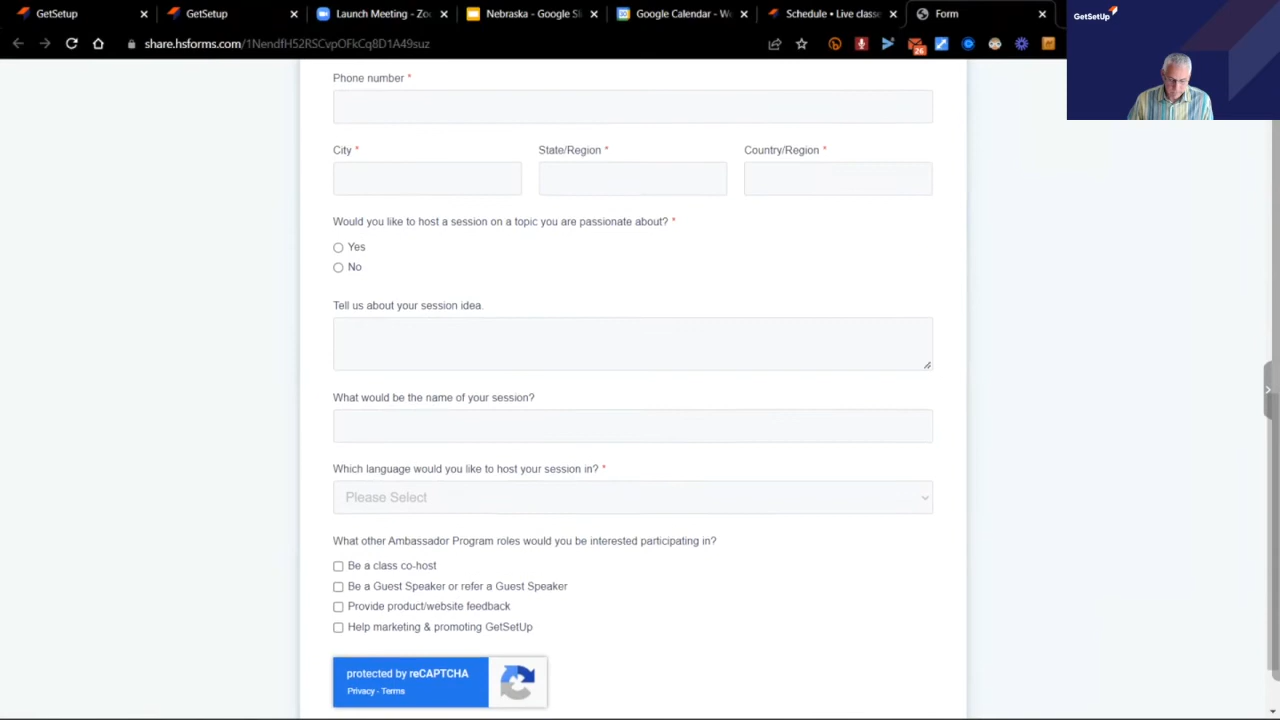 GetSetUp
GetSetUp
Launch Meeting - Zo
Nebraska - Google Sl
Google Calendar - We
Schedule • Live classe
Form
share.hsforms.com/1NendfH52RSCvpOFkCq8D1A49suz
26
GetSetUp
Phone number *
City *
State/Region *
Country/Region *
Would you like to host a session on a topic you are passionate about? *
Yes
No
Tell us about your session idea.
What would be the name of your session?
Which language would you like to host your session in? *
Please Select
What other Ambassador Program roles would you be interested participating in?
Be a class co-host
Be a Guest Speaker or refer a Guest Speaker
Provide product/website feedback
Help marketing & promoting GetSetUp
protected by reCAPTCHA
Privacy - Terms